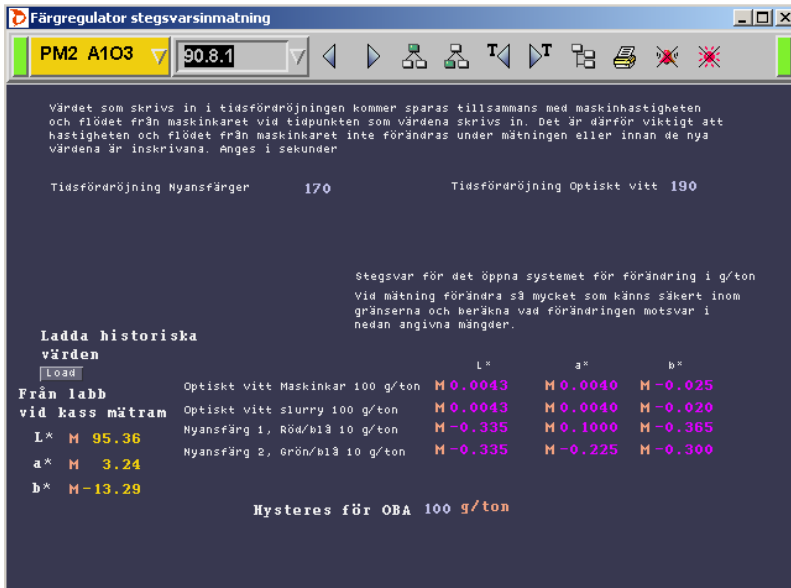 Färgregulator stegsvarsinmatning
PM2 A1O3
90.8.1
T
T
Värdet som skrivs in i tidsfördröjningen kommer sparas tillsammans med maskinhastigheten
och flödet från maskinkaret vid tidpunkten som värdena skrivs in. Det är därför viktigt att
hastigheten och flödet från maskinkaret inte förändras under mätningen eller innan de nya
värdena är inskrivana. Anges i sekunder
Tidsfördröjning Nyansfärger 170
Tidsfördröjning Optiskt vitt 190
Stegsvar för det öppna systemet för förändring i g/ton
Vid mätning förändra så mycket som känns säkert inom
gränserna och beräkna vad förändringen motsvar i
nedan angivna mängder.
Ladda historiska
värden
Load
Från labb
vid kass mätram
L* M 95.36
a* M 3.24
b* M -13.29
L* a* b*
Optiskt vitt Maskinkar 100 g/ton M 0.0043 M 0.0040 M -0.025
Optiskt vitt slurry 100 g/ton M 0.0043 M 0.0040 M -0.020
Nyansfärg 1, Röd/blå 10 g/ton M -0.335 M 0.1000 M -0.365
Nyansfärg 2, Grön/blå 10 g/ton M -0.335 M -0.225 M -0.300
Hysteres för OBA 100 g/ton